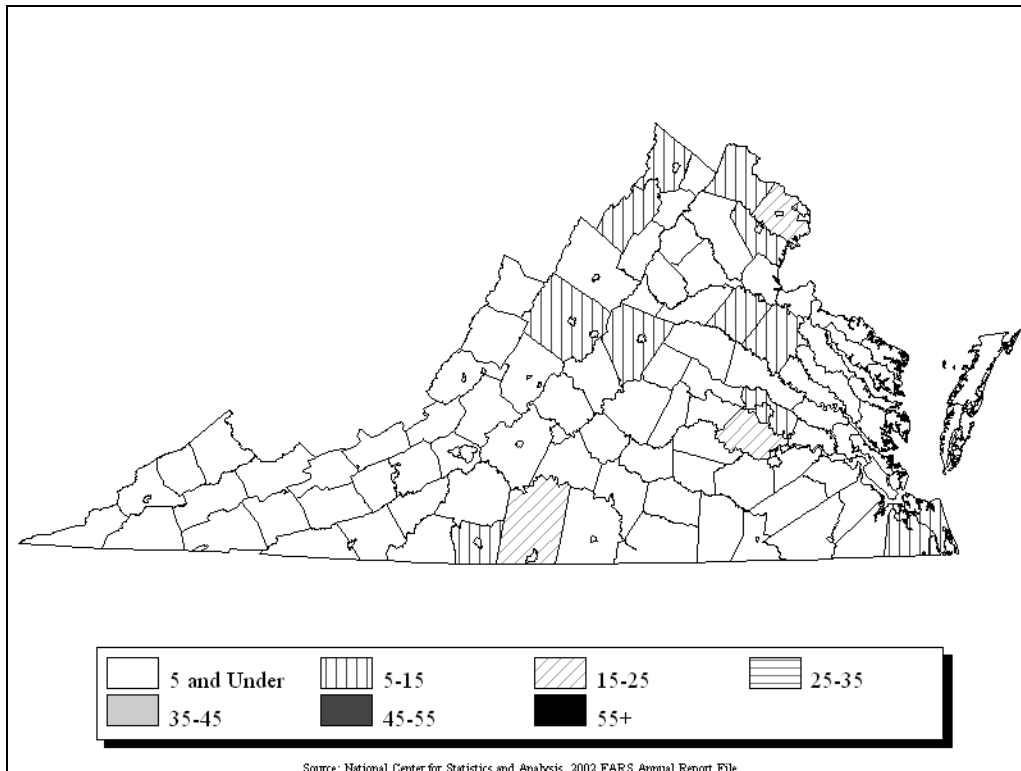 5 and Under 5-15 15-25 25-35
35-45 45-55 55+
Source: National Center for Statistics and Analysis, 2002 FARS Annual Report File